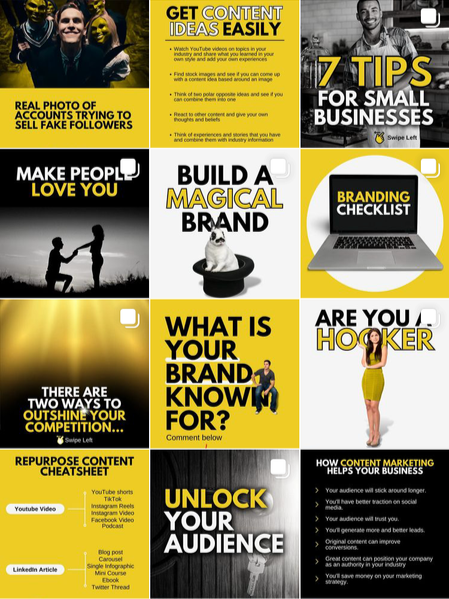 REAL PHOTO OF
ACCOUNTS TRYING TO
SELL FAKE FOLLOWERS
GET CONTENT
IDEAS EASILY
Watch YouTube videos on topics in your
industry and share what you learned in your
own style and add your own experiences
Find stock images and see if you can come up
with a content idea based around an image
Think of two polar opposite ideas and see if you
can combine them into one
React to other content and give your own
thoughts and beliefs
Think of experiences and stories that you have
and combine them with industry information
7 TIPS
FOR SMALL
BUSINESSES
Swipe Left
MAKE PEOPLE
LOVE YOU
BUILD A
MAGICAL
BRAND
BRANDING
CHECKLIST
THERE ARE
TWO WAYS TO
OUTSHINE YOUR
COMPETITION...
Swipe Left
WHAT IS
YOUR
BRAND
KNOWN
FOR?
Comment below
ARE YOU A
HOOKER
REPURPOSE CONTENT
CHEATSHEET
Youtube Video
YouTube shorts
TikTok
Instagram Reels
Instagram Video
Facebook Video
Podcast
LinkedIn Article
Blog post
Carousel
Single Infographic
Mini Course
Ebook
Twitter Thread
UNLOCK
YOUR
AUDIENCE
HOW CONTENT MARKETING
HELPS YOUR BUSINESS
Your audience will stick around longer.
You'll have better traction on social
media.
Your audience will trust you.
You'll generate more and better leads.
Original content can improve
conversions.
Great content can position your company
as an authority in your industry
You'll save money on your marketing
strategy.